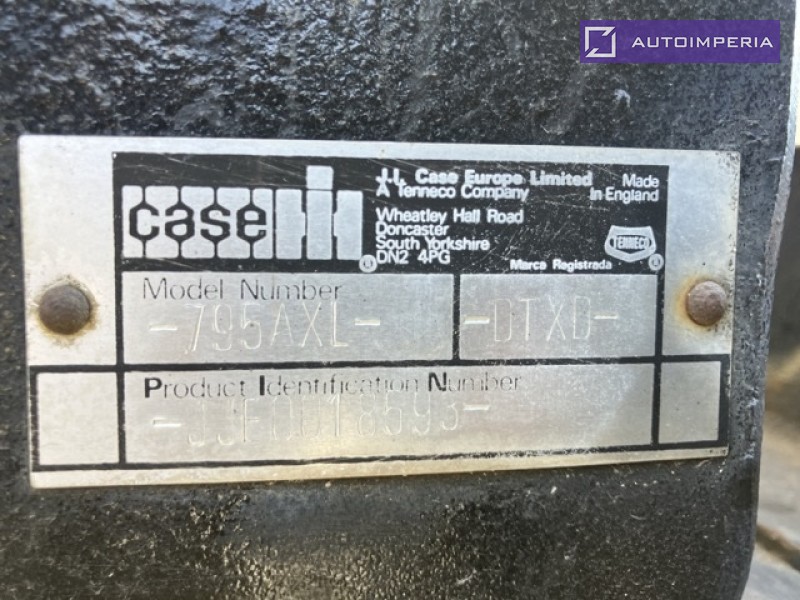 AUTOIMPERIA
case IH
J.I. Case Europe Limited
A Tenneco Company
Made
In England
Wheatley Hall Road
Doncaster
South Yorkshire
DN2 4PG
TENNECO
Marca Registrada
Model Number
-795AXL-
-DTXD-
Product Identification Number